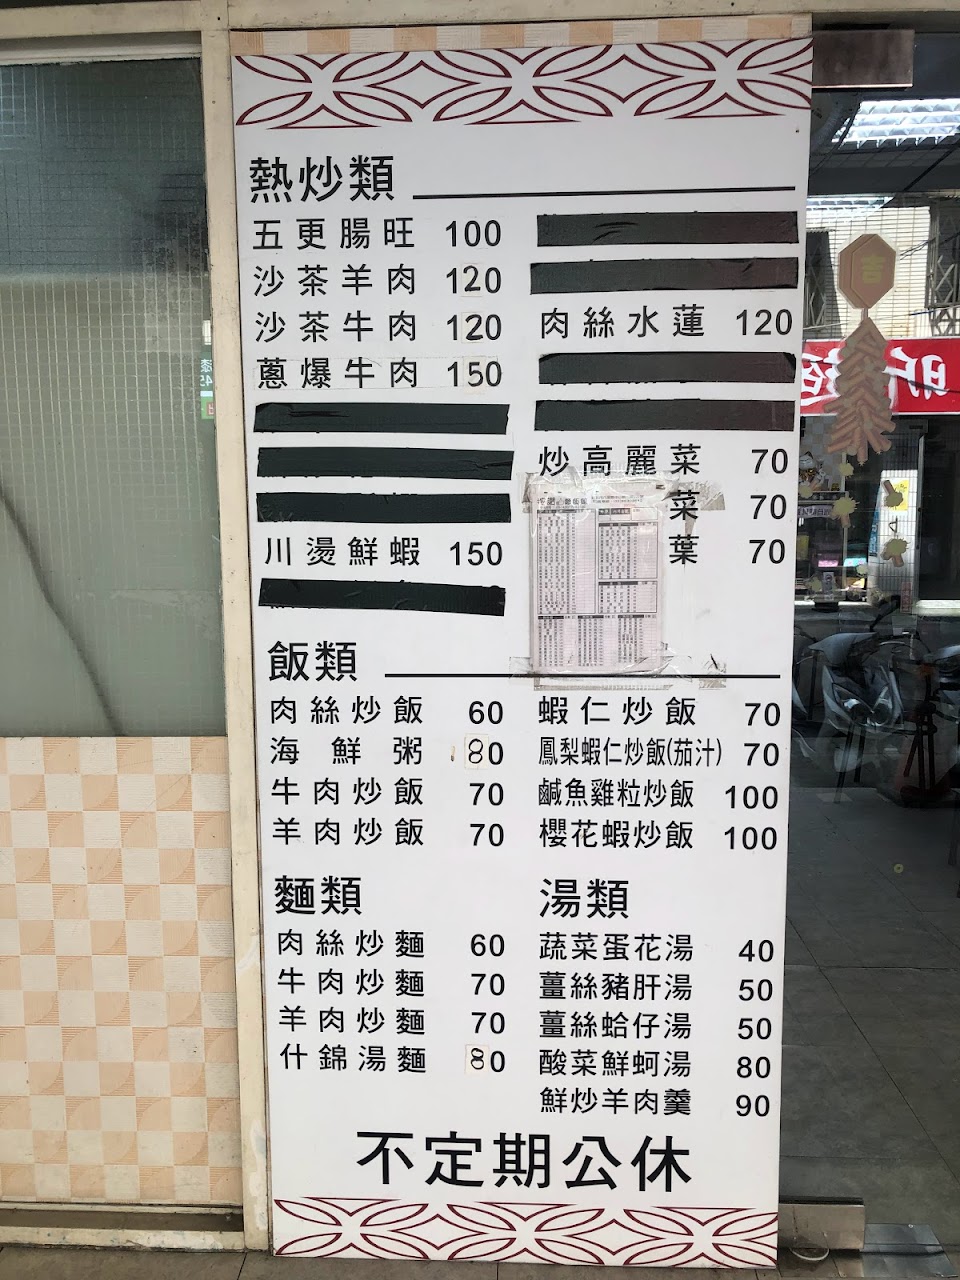 熱炒類
五更腸旺 100
沙茶羊肉 120
沙茶牛肉 120
蔥爆牛肉 150
川燙鮮蝦 150
肉絲水蓮 120
炒高麗菜 70
菜 70
葉 70
飯類
肉絲炒飯 60
海鮮粥 80
牛肉炒飯 70
羊肉炒飯 70
蝦仁炒飯 70
鳳梨蝦仁炒飯(茄汁) 70
鹹魚雞粒炒飯 100
櫻花蝦炒飯 100
麵類
肉絲炒麵 60
牛肉炒麵 70
羊肉炒麵 70
什錦湯麵 80
湯類
蔬菜蛋花湯 40
薑絲豬肝湯 50
薑絲蛤仔湯 50
酸菜鮮蚵湯 80
鮮炒羊肉羹 90
不定期公休
吉